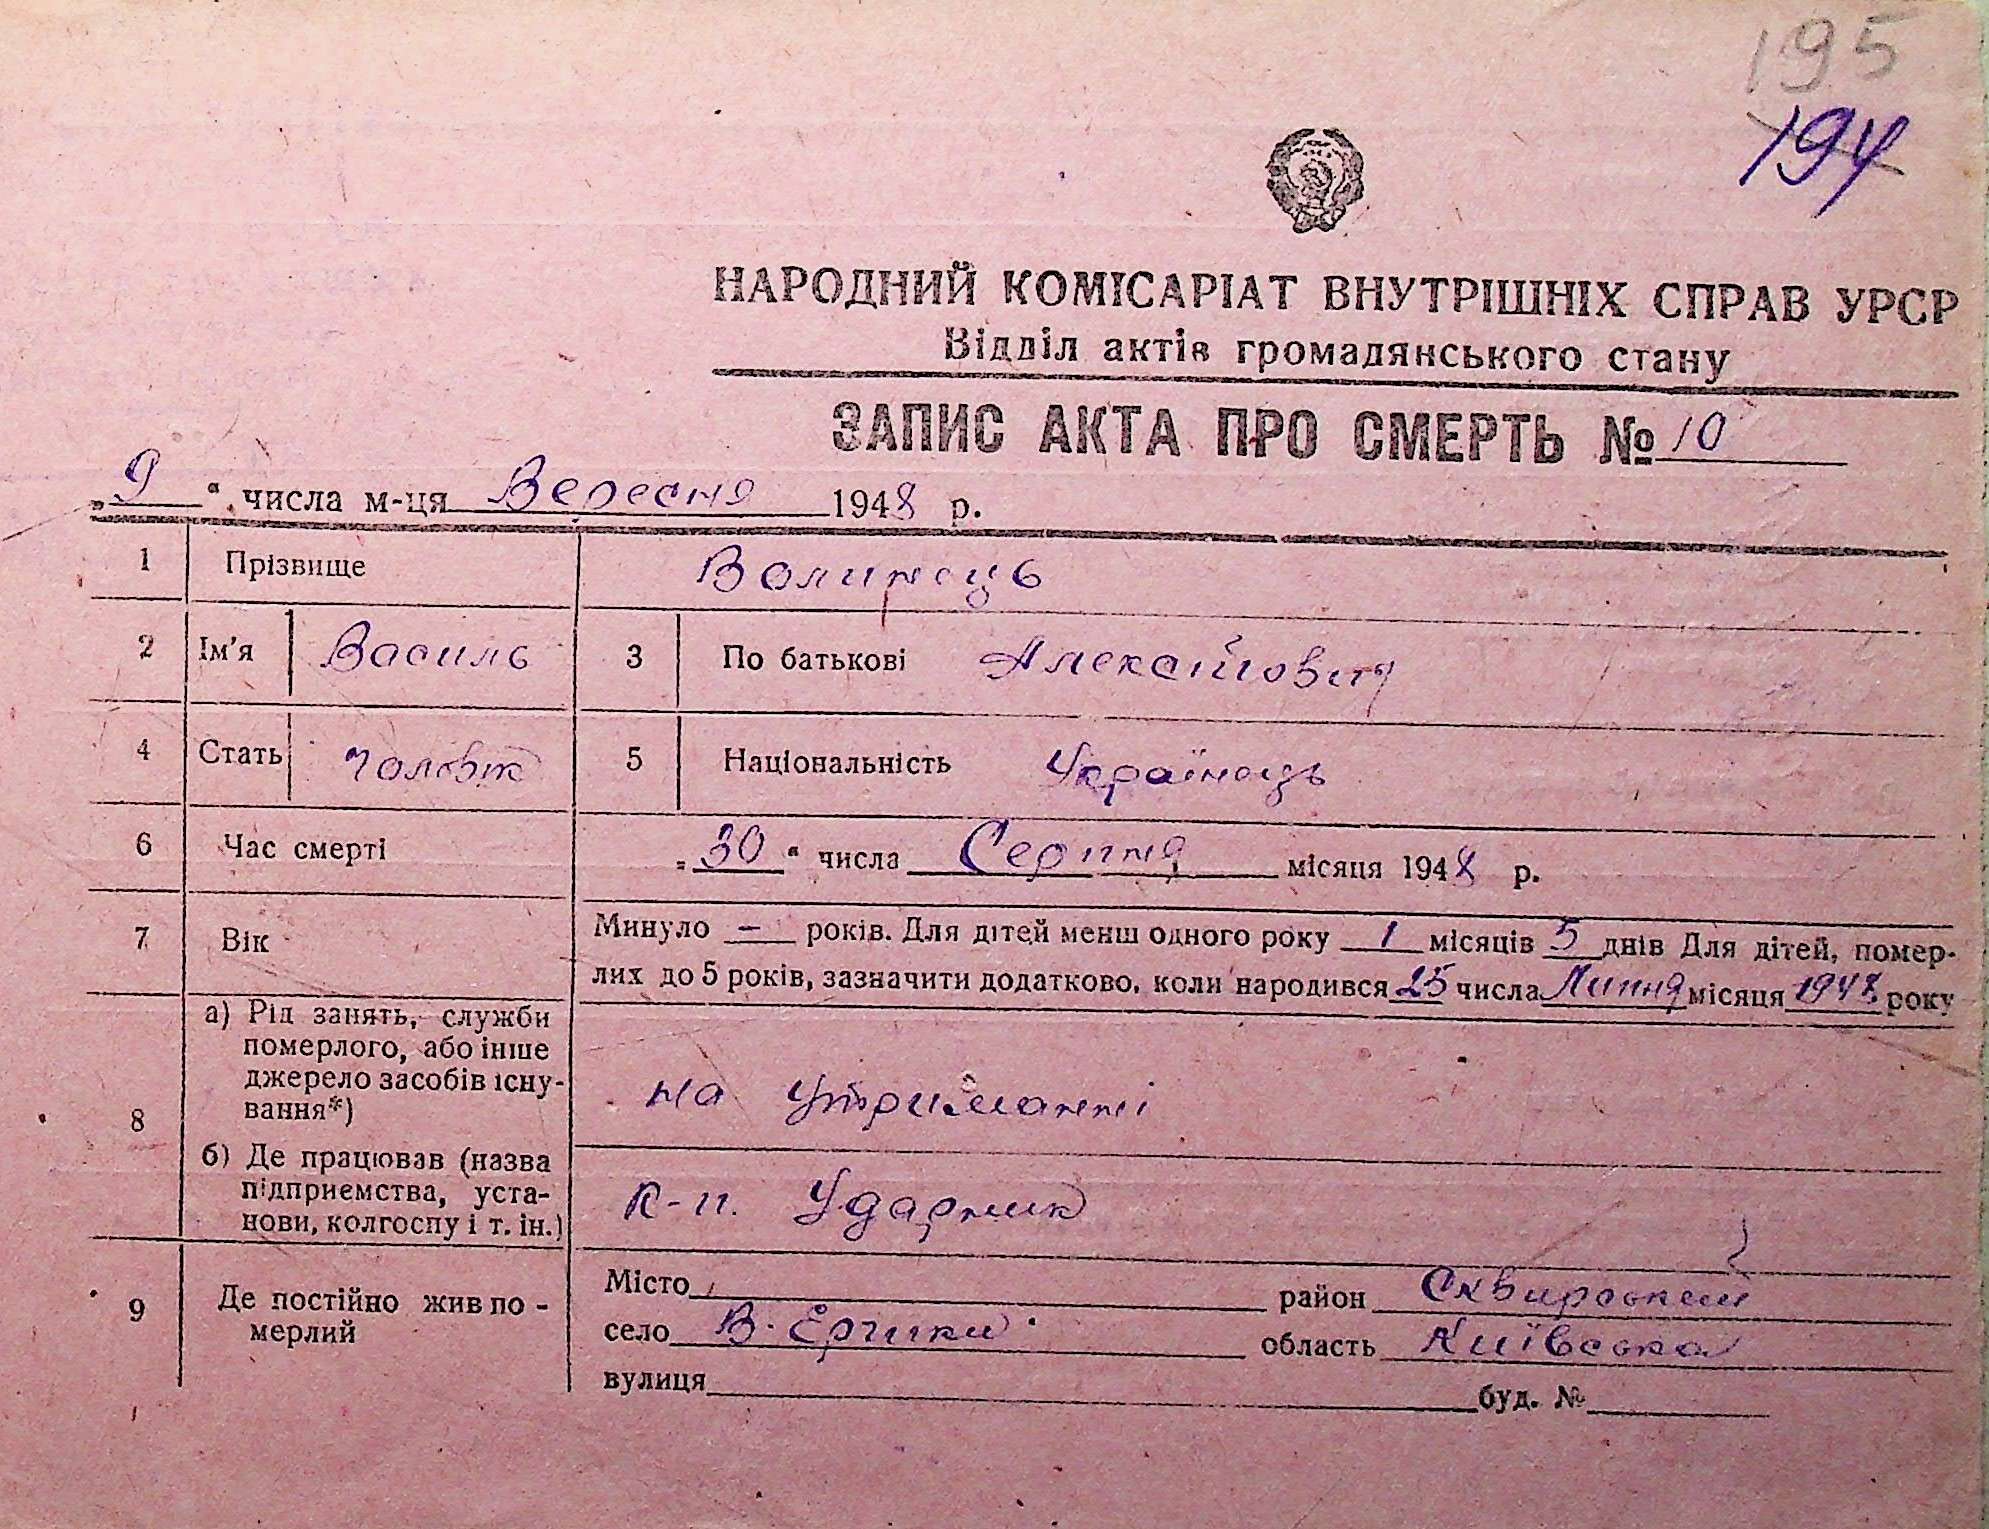 195
194
НАРОДНИЙ КОМІСАРІАТ ВНУТРІШНІХ СПРАВ УРСР
Відділ актів громадянського стану
ЗАПИС АКТА ПРО СМЕРТЬ № 10
„9“ числа м-ця Вересня 1948 р.
1 Прізвище Волинець
2 Ім'я Василь 3 По батькові Алексійович
4 Стать чоловік 5 Національність Українець
6 Час смерті „30“ числа Серпня місяця 1948 р.
7 Вік Минуло – років. Для дітей менш одного року 1 місяців 5 днів Для дітей, помер-
лих до 5 років, зазначити додатково, коли народився 25 числа Липня місяця 1948 року
8 а) Рід занять, служби
померлого, або інше
джерело засобів існу-
вання*)
на утриманні
б) Де працював (назва
підприємства, уста-
нови, колгоспу і т. ін.)
к-п. Ударник
9 Де постійно жив по-
мерлий
Місто район Сквирський
село В. Єрчики область Київська
вулиця буд. №